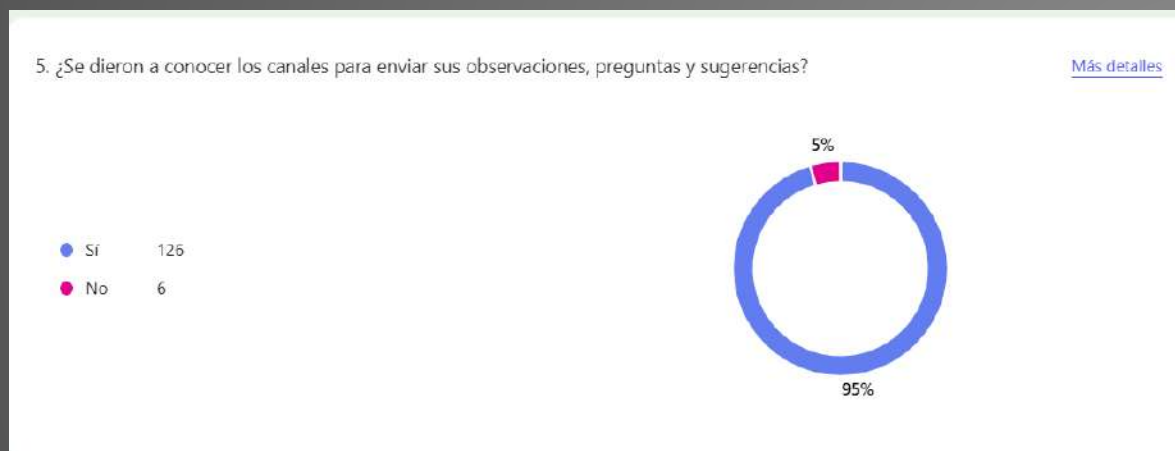 5. ¿Se dieron a conocer los canales para enviar sus observaciones, preguntas y sugerencias?
Más detalles
5%
Sí 126
No 6
95%